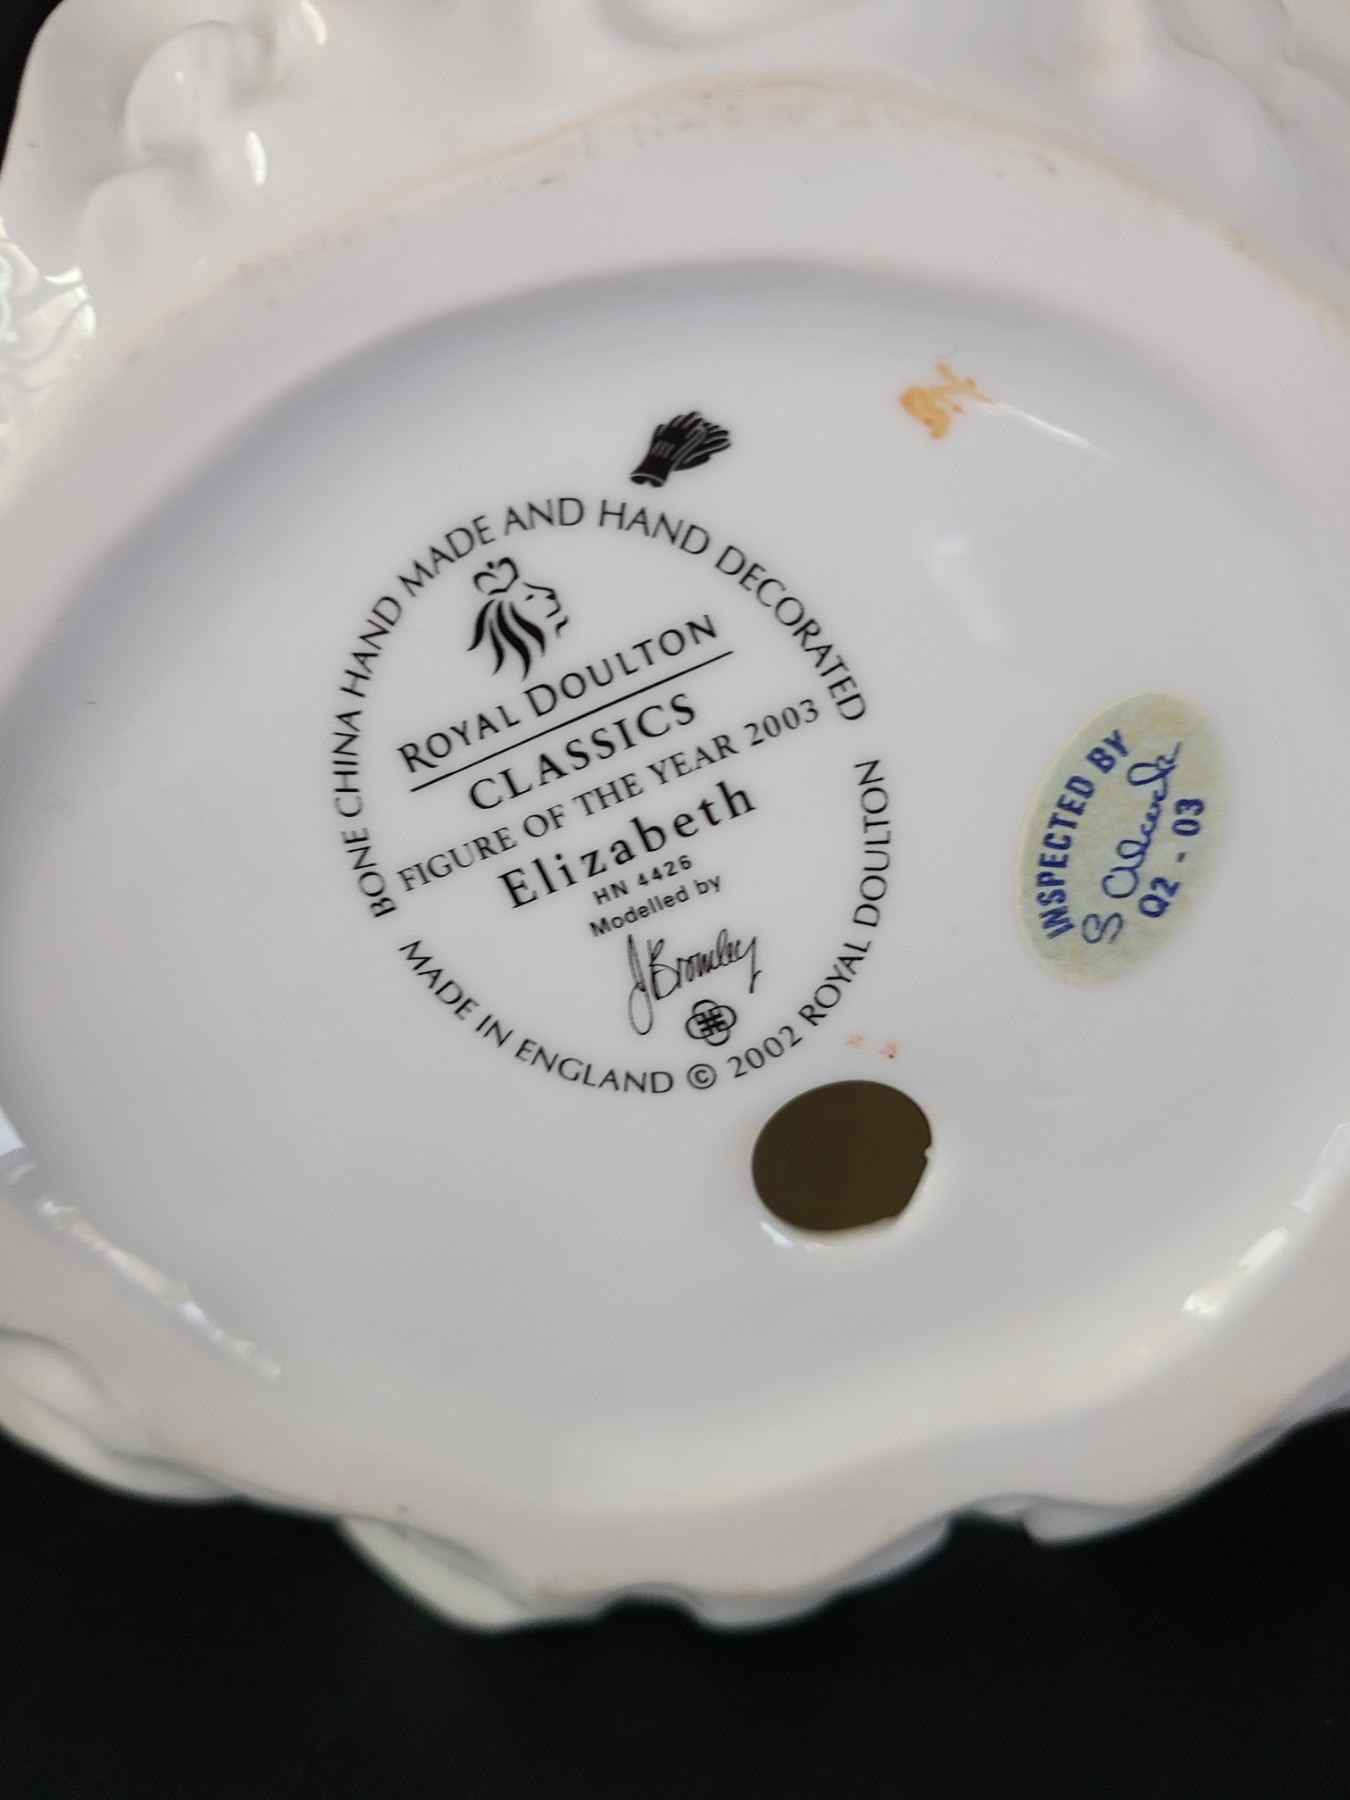 BONE CHINA HAND MADE AND HAND DECORATED
ROYAL DOULTON
CLASSICS
FIGURE OF THE YEAR 2003
Elizabeth
HN 4426
Modelled by
J Bromley
MADE IN ENGLAND © 2002 ROYAL DOULTON
INSPECTED BY
S
Q2 - 03